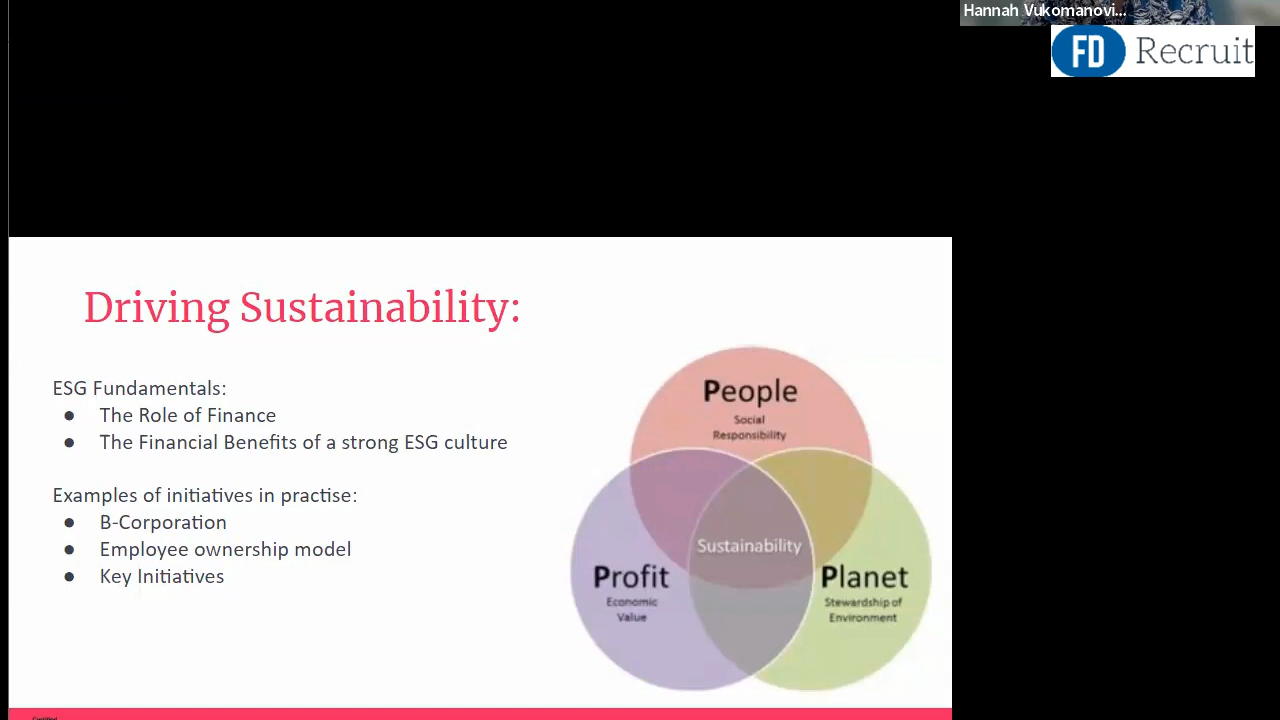 Hannah Vukomanovi...
FD Recruit
Driving Sustainability:
ESG Fundamentals:
● The Role of Finance
● The Financial Benefits of a strong ESG culture
Examples of initiatives in practise:
● B-Corporation
● Employee ownership model
● Key Initiatives
People
Social
Responsibility
Sustainability
Profit
Economic
Value
Planet
Stewardship of
Environment
Certified